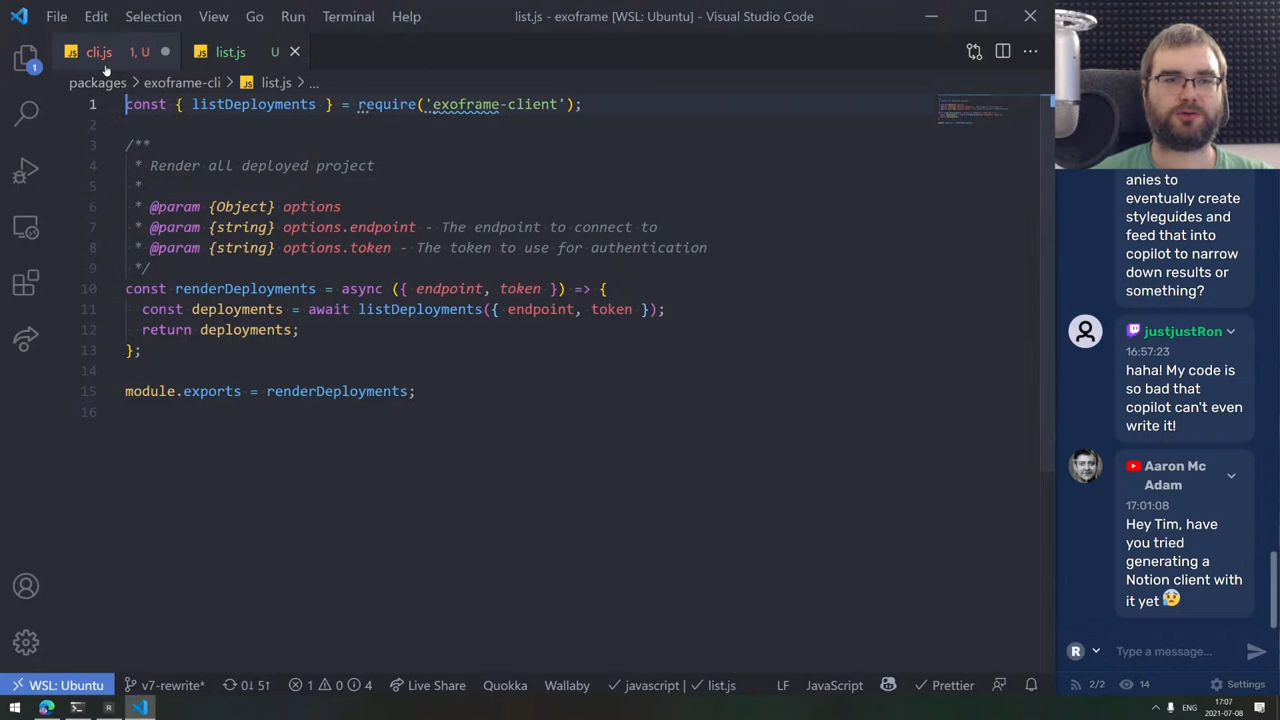 File Edit Selection View Go Run Terminal Help
list.js - exoframe [WSL: Ubuntu] - Visual Studio Code
JS cli.js 1, U
JS list.js U
packages > exoframe-cli > JS list.js > ...
1 const { listDeployments } = require('exoframe-client');
2
3 /**
4 * Render all deployed project
5 *
6 * @param {Object} options
7 * @param {string} options.endpoint - The endpoint to connect to
8 * @param {string} options.token - The token to use for authentication
9 */
10 const renderDeployments = async ({ endpoint, token }) => {
11 const deployments = await listDeployments({ endpoint, token });
12 return deployments;
13 };
14
15 module.exports = renderDeployments;
16
1
anies to
eventually create
styleguides and
feed that into
copilot to narrow
down results or
something?
justjustRon
16:57:23
haha! My code is
so bad that
copilot can't even
write it!
Aaron Mc
Adam
17:01:08
Hey Tim, have
you tried
generating a
Notion client with
it yet 😰
R Type a message...
2/2 14 Settings
WSL: Ubuntu v7-rewrite* 0↓ 5↑ 1 0 4 Live Share Quokka Wallaby ✓ javascript | ✓ list.js LF JavaScript ✓ Prettier
ENG 17:07
2021-07-08